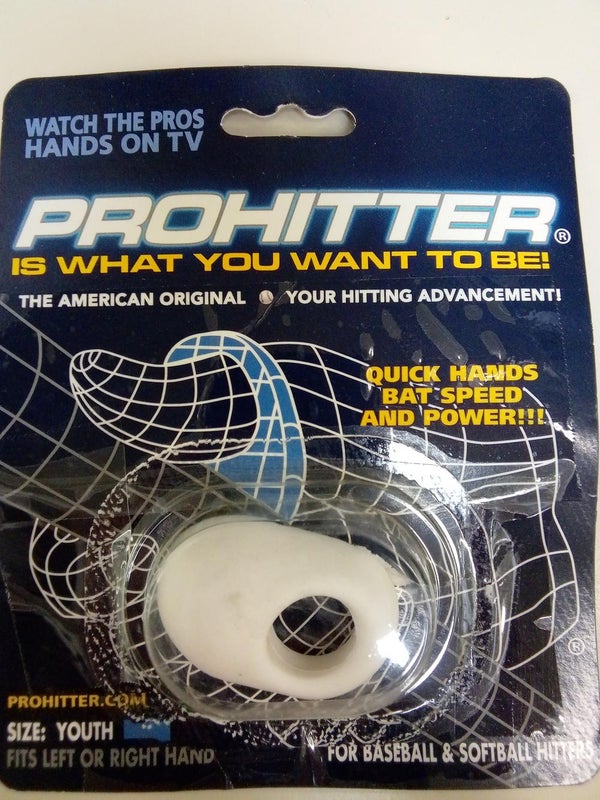 WATCH THE PROS
HANDS ON TV
PROHITTER®
IS WHAT YOU WANT TO BE!
THE AMERICAN ORIGINAL YOUR HITTING ADVANCEMENT!
QUICK HANDS
BAT SPEED
AND POWER!!!
®
PROHITTER.COM
SIZE: YOUTH
FITS LEFT OR RIGHT HAND
FOR BASEBALL & SOFTBALL HITTERS